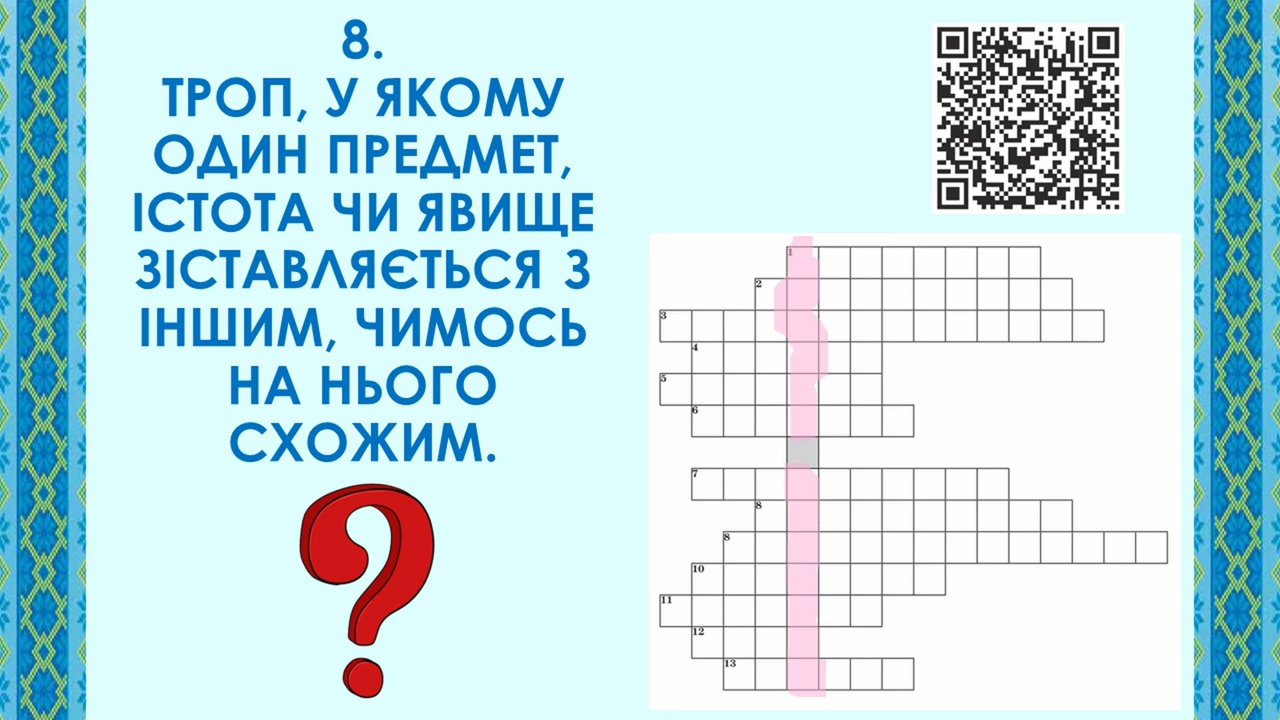 8.
ТРОП, У ЯКОМУ
ОДИН ПРЕДМЕТ,
ІСТОТА ЧИ ЯВИЩЕ
ЗІСТАВЛЯЄТЬСЯ З
ІНШИМ, ЧИМОСЬ
НА НЬОГО
СХОЖИМ.
1
2
3
4
5
6
7
8
8
10
11
12
13